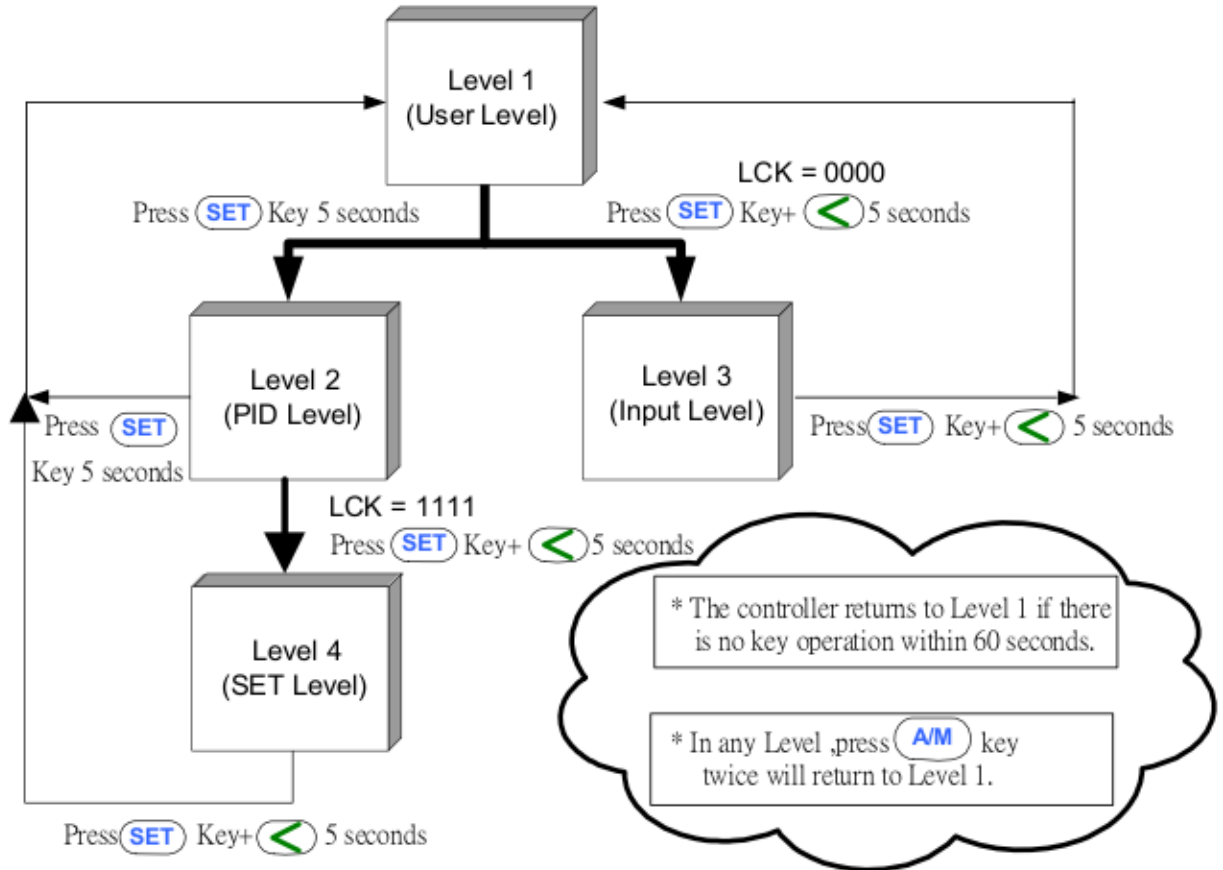 Level 1
(User Level)
LCK = 0000
Press SET Key 5 seconds
Press SET Key+ < 5 seconds
Level 2
(PID Level)
Level 3
(Input Level)
Press SET
Key 5 seconds
Press SET Key+ < 5 seconds
LCK = 1111
Press SET Key+ < 5 seconds
Level 4
(SET Level)
* The controller returns to Level 1 if there
is no key operation within 60 seconds.
* In any Level ,press A/M key
twice will return to Level 1.
Press SET Key+ < 5 seconds